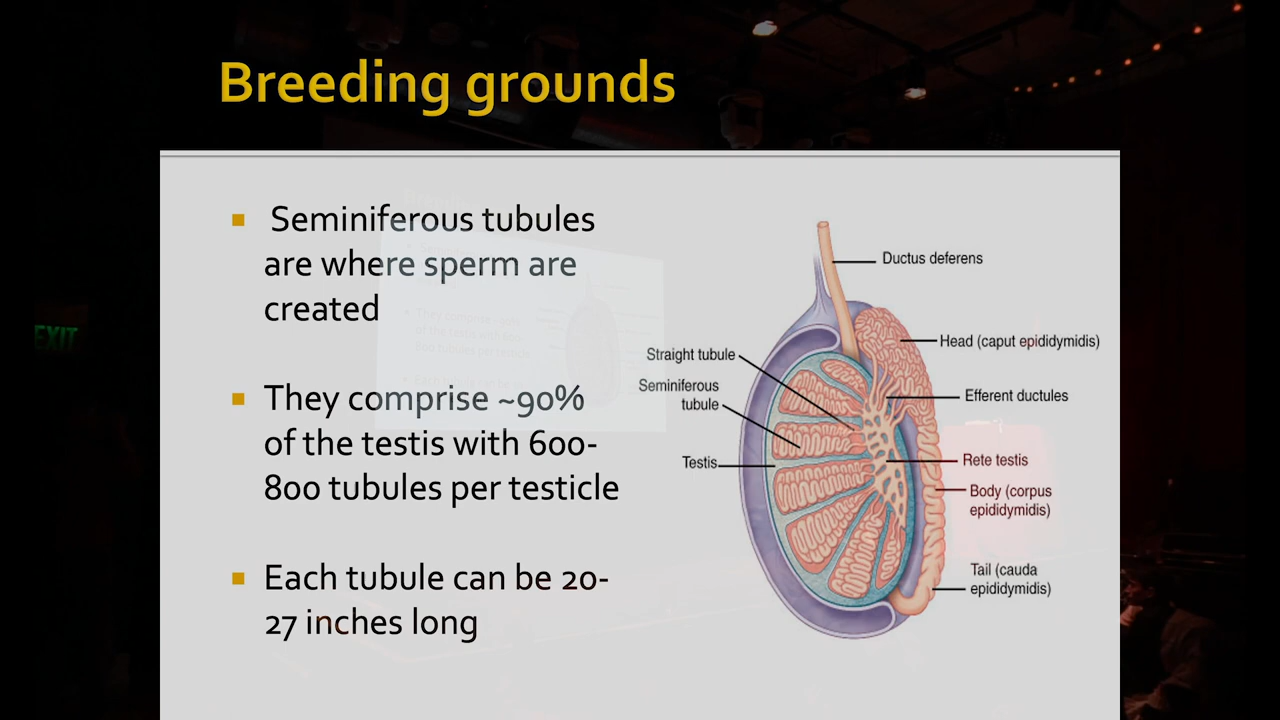 Breeding grounds
Seminiferous tubules
are where sperm are
created
They comprise ~90%
of the testis with 600-
800 tubules per testicle
Each tubule can be 20-
27 inches long
Ductus deferens
Head (caput epididymidis)
Straight tubule
Seminiferous
tubule
Efferent ductules
Testis
Rete testis
Body (corpus
epididymidis)
Tail (cauda
epididymidis)
EXIT